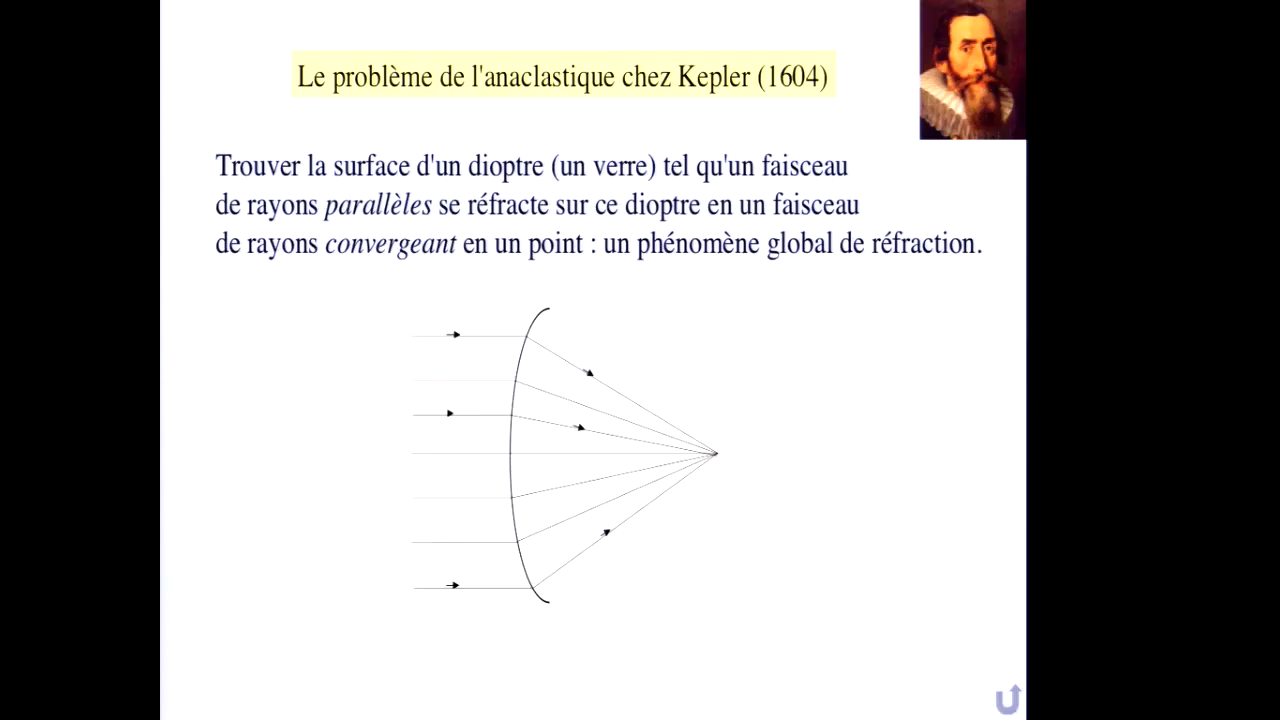 Le problème de l'anaclastique chez Kepler (1604)
Trouver la surface d'un dioptre (un verre) tel qu'un faisceau
de rayons parallèles se réfracte sur ce dioptre en un faisceau
de rayons convergeant en un point : un phénomène global de réfraction.